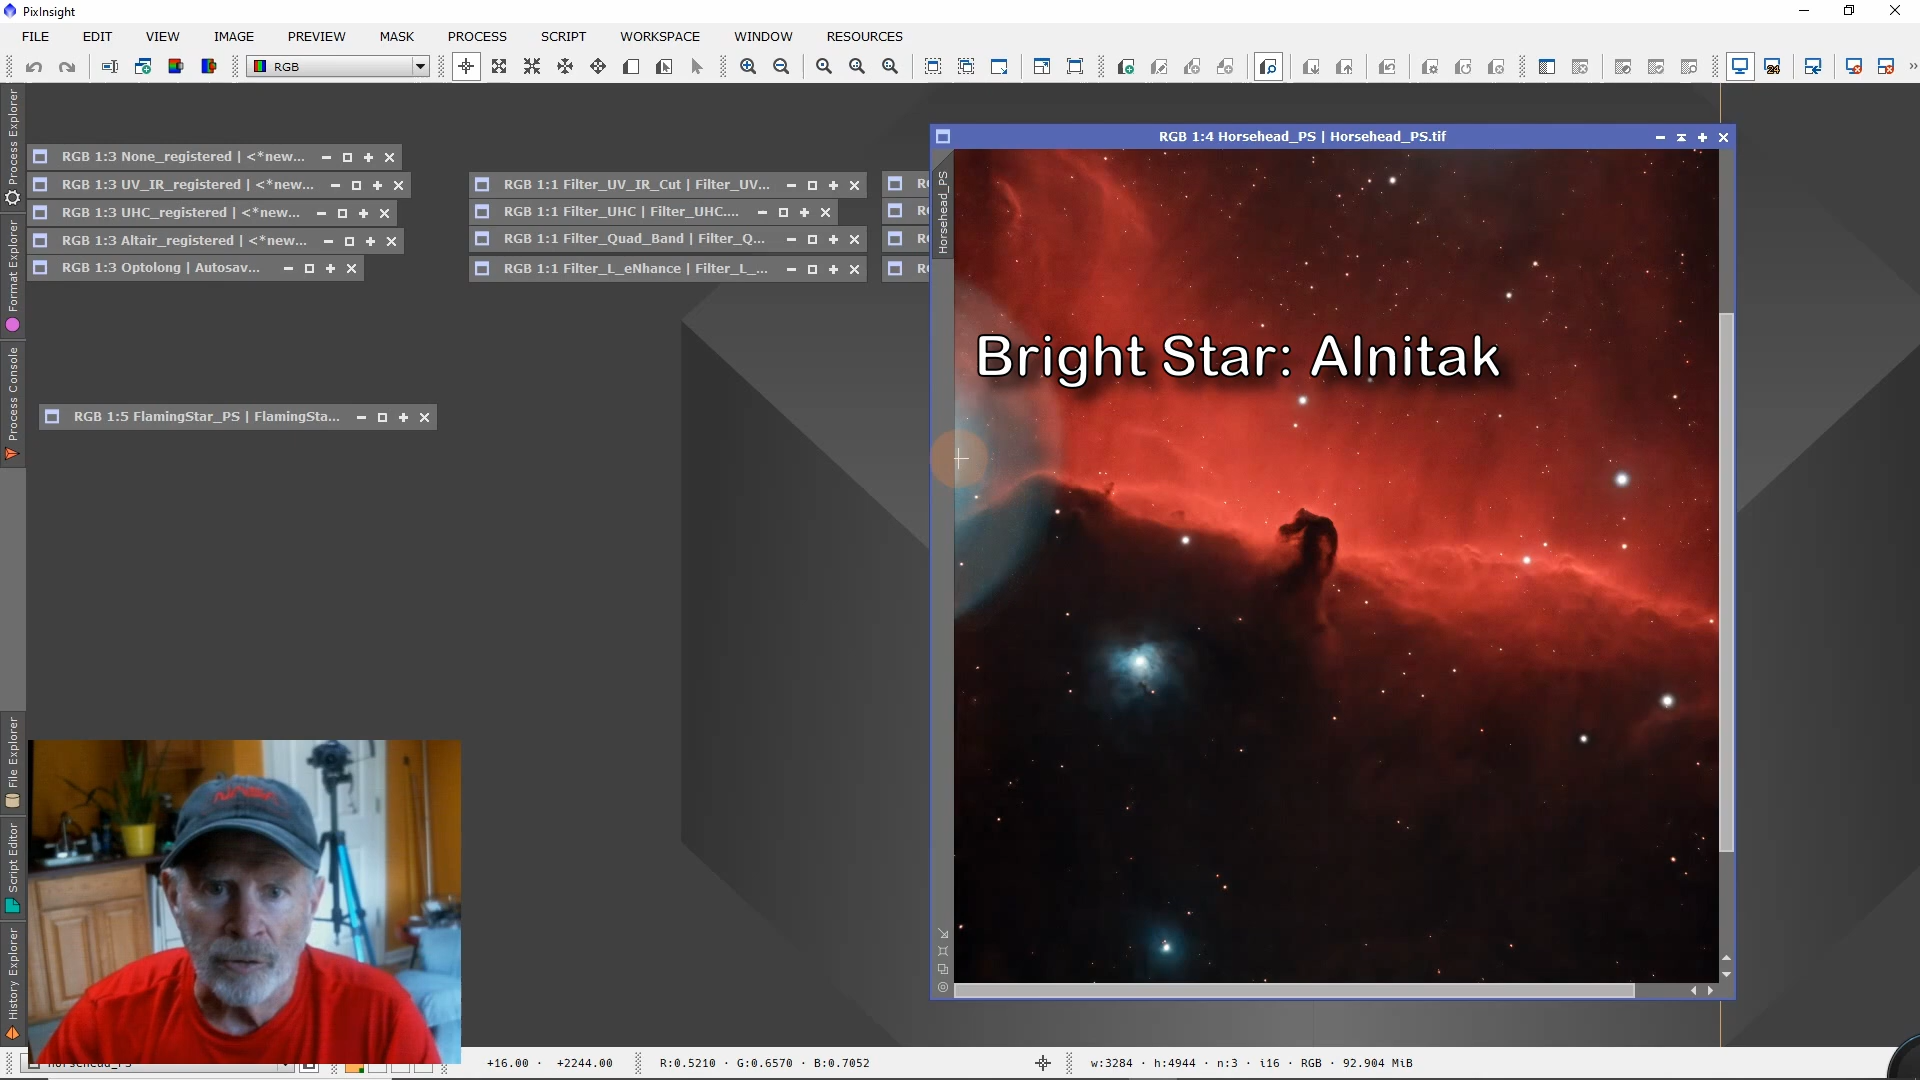 PixInsight
FILE EDIT VIEW IMAGE PREVIEW MASK PROCESS SCRIPT WORKSPACE WINDOW RESOURCES
RGB
24
Process Explorer
Format Explorer
Process Console
File Explorer
Script Editor
History Explorer
RGB 1:3 None_registered | <*new...
RGB 1:3 UV_IR_registered | <*new...
RGB 1:3 UHC_registered | <*new...
RGB 1:3 Altair_registered | <*new...
RGB 1:3 Optolong | Autosav...
RGB 1:1 Filter_UV_IR_Cut | Filter_UV...
RGB 1:1 Filter_UHC | Filter_UHC....
RGB 1:1 Filter_Quad_Band | Filter_Q...
RGB 1:1 Filter_L_eNhance | Filter_L_...
RGB 1:5 FlamingStar_PS | FlamingSta...
RGB 1:4 Horsehead_PS | Horsehead_PS.tif
Horsehead_PS
Bright Star: Alnitak
Horsehead_PS
+16.00 · +2244.00
R:0.5210 · G:0.6570 · B:0.7052
w:3284 · h:4944 · n:3 · i16 · RGB · 92.904 MiB